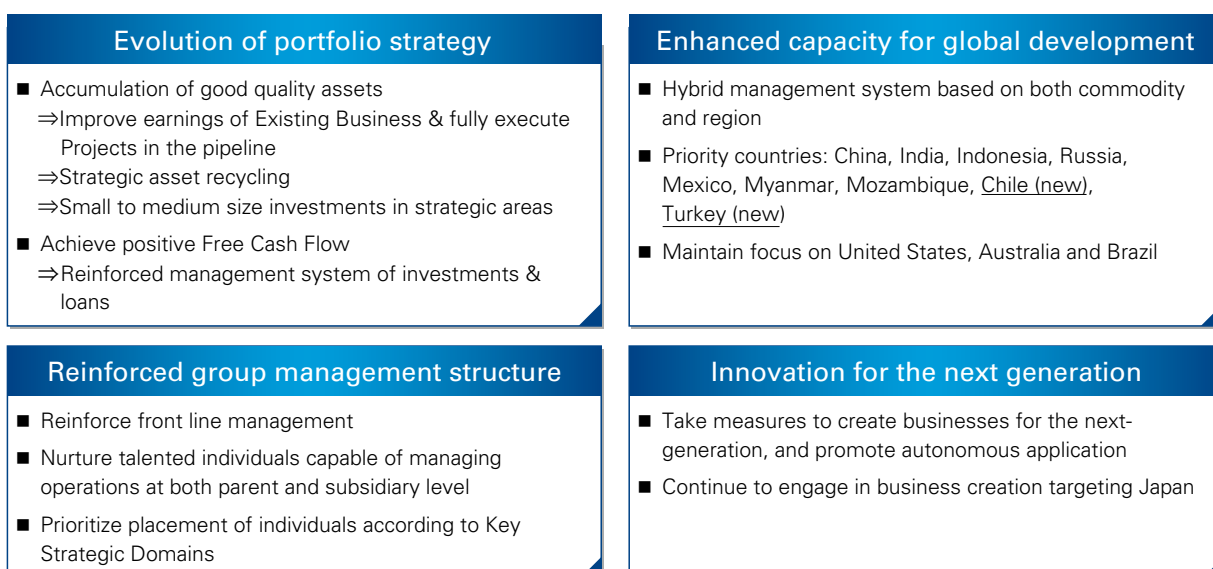 Evolution of portfolio strategy
■ Accumulation of good quality assets
⇒Improve earnings of Existing Business & fully execute
Projects in the pipeline
⇒Strategic asset recycling
⇒Small to medium size investments in strategic areas
■ Achieve positive Free Cash Flow
⇒Reinforced management system of investments &
loans
Enhanced capacity for global development
■ Hybrid management system based on both commodity
and region
■ Priority countries: China, India, Indonesia, Russia,
Mexico, Myanmar, Mozambique, Chile (new),
Turkey (new)
■ Maintain focus on United States, Australia and Brazil
Reinforced group management structure
■ Reinforce front line management
■ Nurture talented individuals capable of managing
operations at both parent and subsidiary level
■ Prioritize placement of individuals according to Key
Strategic Domains
Innovation for the next generation
■ Take measures to create businesses for the next-
generation, and promote autonomous application
■ Continue to engage in business creation targeting Japan